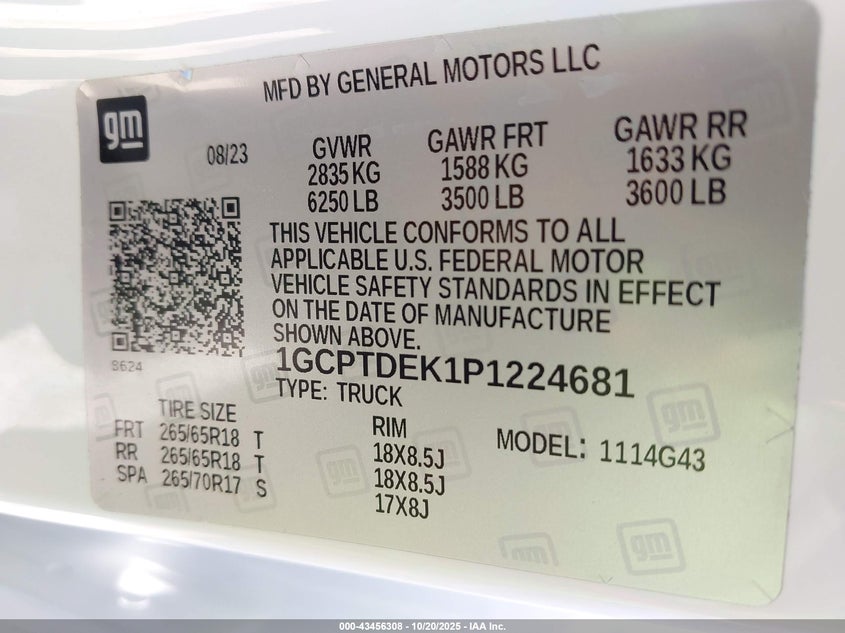 MFD BY GENERAL MOTORS LLC
gm
08/23
GVWR GAWR FRT GAWR RR
2835 KG 1588 KG 1633 KG
6250 LB 3500 LB 3600 LB
THIS VEHICLE CONFORMS TO ALL
APPLICABLE U.S. FEDERAL MOTOR
VEHICLE SAFETY STANDARDS IN EFFECT
ON THE DATE OF MANUFACTURE
SHOWN ABOVE.
8624
1GCPTDEK1P1224681
TYPE: TRUCK
TIRE SIZE RIM MODEL: 1114G43
FRT 265/65R18 T 18X8.5J
RR 265/65R18 T 18X8.5J
SPA 265/70R17 S 17X8J
gm
000-43456308 - 10/20/2025 - IAA Inc.